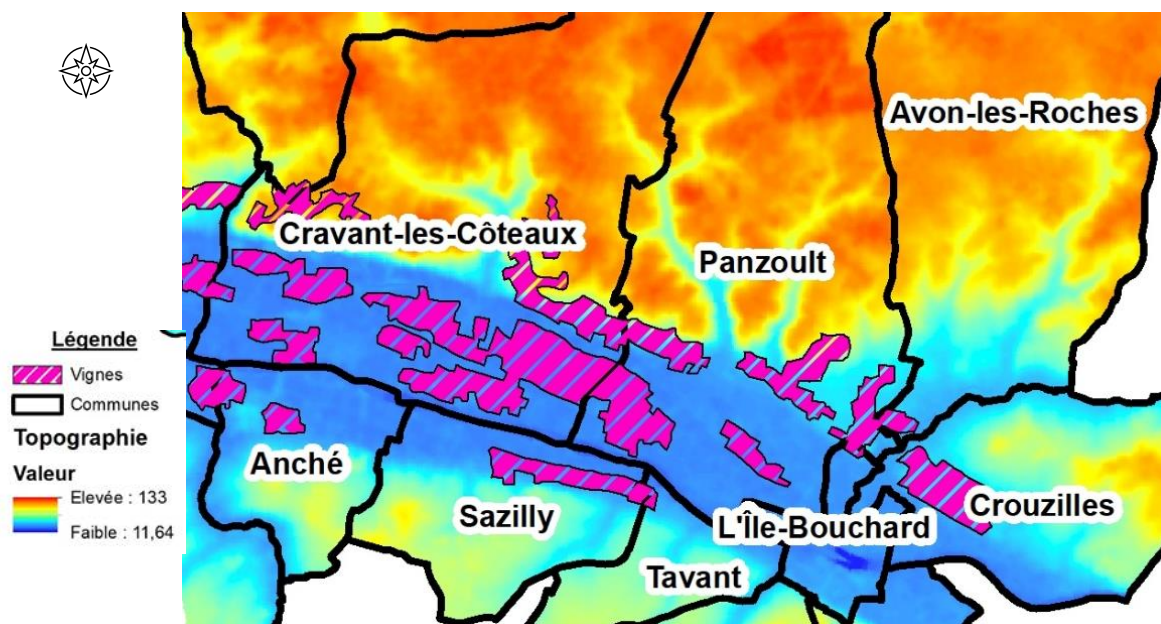 Avon-les-Roches
Cravant-les-Côteaux
Panzoult
Légende
Vignes
Communes
Topographie
Valeur
Elevée : 133
Faible : 11,64
Anché
Sazilly
Crouzilles
L'Île-Bouchard
Tavant